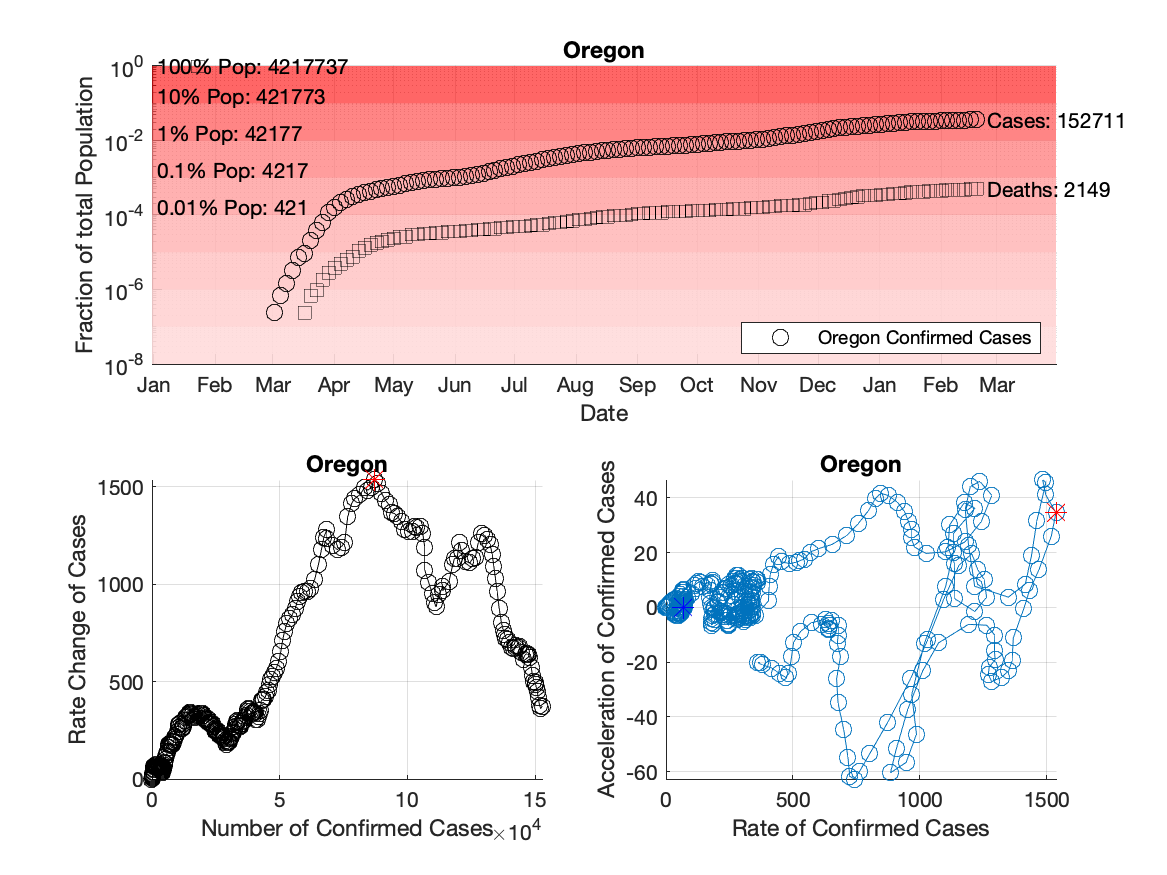 Oregon
10^0
10^-2
10^-4
10^-6
10^-8
Fraction of total Population
100% Pop: 4217737
10% Pop: 421773
1% Pop: 42177
0.1% Pop: 4217
0.01% Pop: 421
Cases: 152711
Deaths: 2149
Oregon Confirmed Cases
Jan Feb Mar Apr May Jun Jul Aug Sep Oct Nov Dec Jan Feb Mar
Date
Oregon
1500
1000
500
0
Rate Change of Cases
0 5 10 15
Number of Confirmed Cases ×10^4
Oregon
40
20
0
-20
-40
-60
Acceleration of Confirmed Cases
0 500 1000 1500
Rate of Confirmed Cases